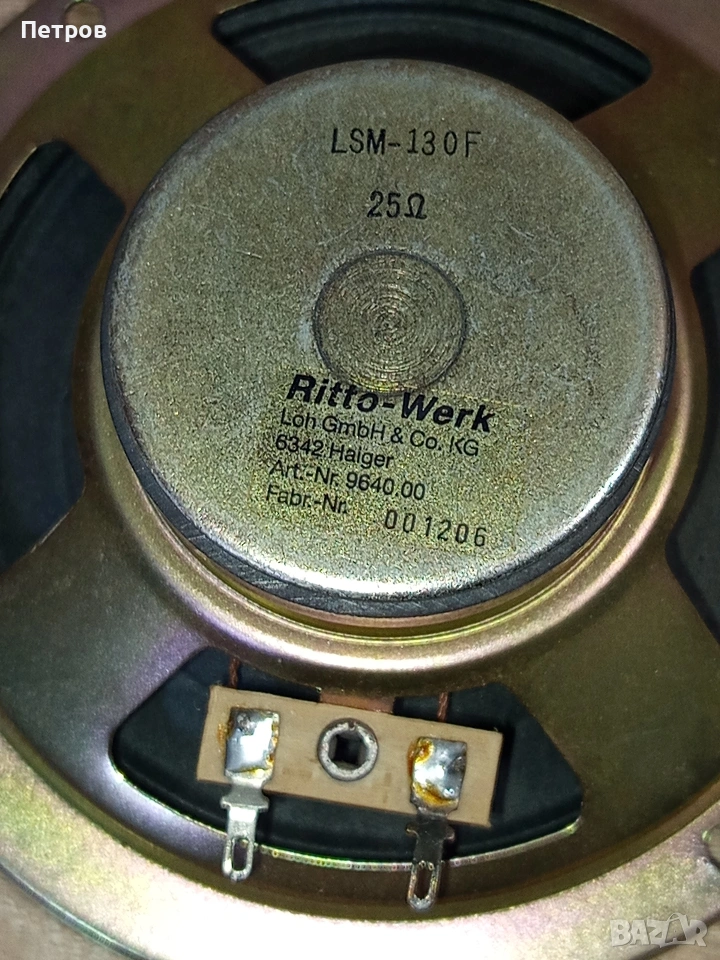 Петров
LSM-130F
25Ω
Ritto-Werk
Loh GmbH & Co. KG
6342 Haiger
Art.-Nr. 9640.00
Fabr.-Nr. 001206
BAZAR